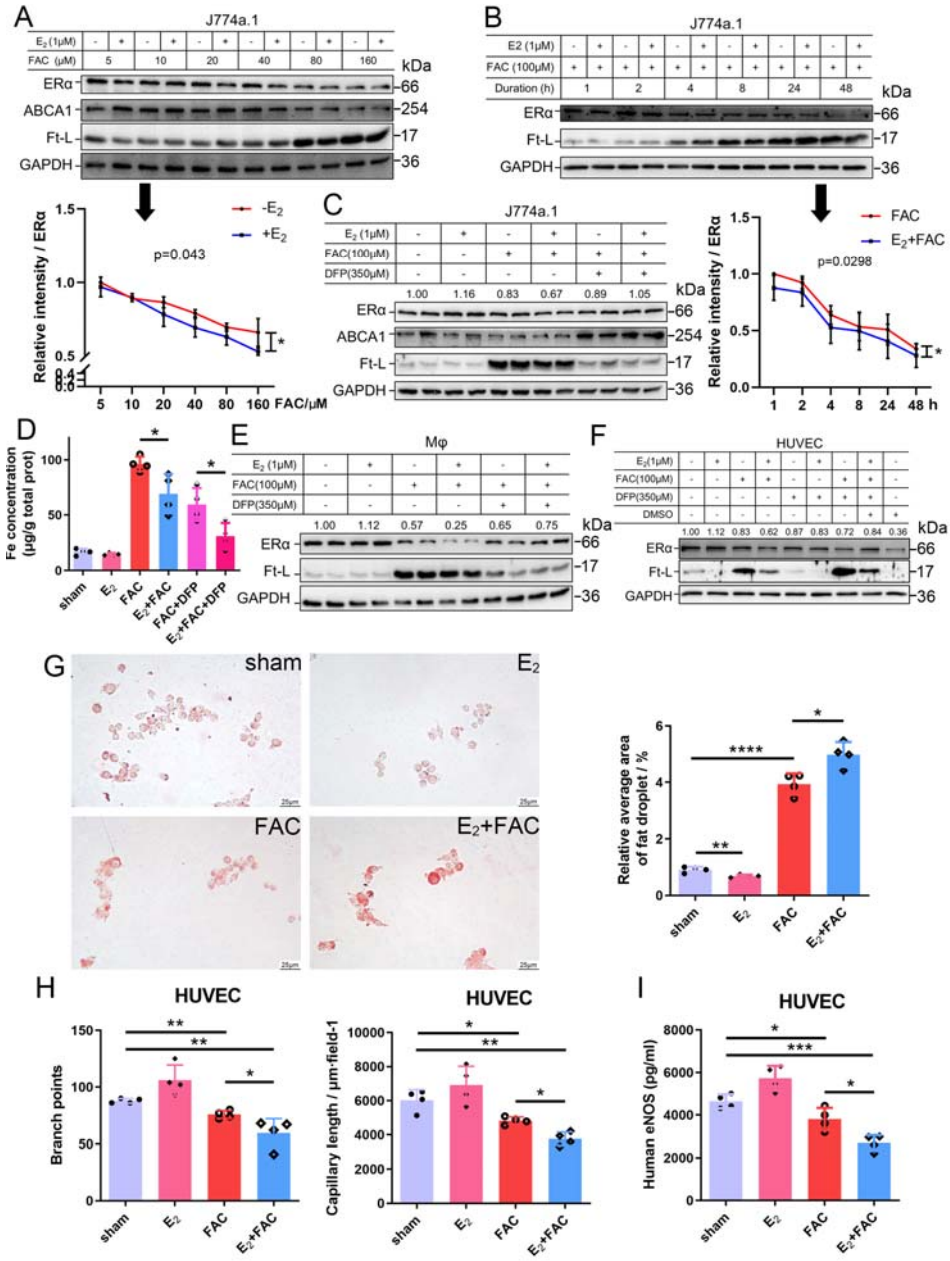 A
J774a.1
E₂ (1μM) - + - + - + - + - + - +
FAC (μM) 5 10 20 40 80 160
kDa
ERα 66
ABCA1 254
Ft-L 17
GAPDH 36
Relative intensity / ERα
1.5
1.0
0.5
0.4
0.0
p=0.043
-E₂
+E₂
*
5 10 20 40 80 160 FAC/μM
B
J774a.1
E2 (1μM) - + - + - + - + - + - +
FAC (100μM) + + + + + + + + + + + +
Duration (h) 1 2 4 8 24 48
kDa
ERα 66
Ft-L 17
GAPDH 36
Relative intensity / ERα
1.5
1.0
0.5
0.0
FAC
E₂+FAC
p=0.0298
*
1 2 4 8 24 48 h
C
J774a.1
E₂ (1μM) - + - + - +
FAC(100μM) - - + + + +
DFP(350μM) - - - - + +
1.00 1.16 0.83 0.67 0.89 1.05
kDa
ERα 66
ABCA1 254
Ft-L 17
GAPDH 36
D
Fe concentration
(μg/g total prot)
100
50
0
* *
sham E₂ FAC E₂+FAC FAC+DFP E₂+FAC+DFP
E
Mφ
E₂ (1μM) - + - + - +
FAC(100μM) - - + + + +
DFP(350μM) - - - - + +
1.00 1.12 0.57 0.25 0.65 0.75
kDa
ERα 66
Ft-L 17
GAPDH 36
F
HUVEC
E₂(1μM) - + - + - + - + -
FAC(100μM) - - + + - - + + -
DFP(350μM) - - - - + + + + -
DMSO - - - - - - - + +
1.00 1.12 0.83 0.62 0.87 0.83 0.72 0.84 0.36
kDa
ERα 66
Ft-L 17
GAPDH 36
G
sham
25μm
E₂
25μm
FAC
25μm
E₂+FAC
25μm
Relative average area
of fat droplet / %
6
4
2
0
** **** *
sham E₂ FAC E₂+FAC
H
HUVEC
Branch points
150
100
50
0
**
**
*
sham E₂ FAC E₂+FAC
HUVEC
Capillary length / μm·field-1
10000
8000
6000
4000
2000
0
*
**
*
sham E₂ FAC E₂+FAC
I
HUVEC
Human eNOS (pg/ml)
8000
6000
4000
2000
0
*
***
*
sham E₂ FAC E₂+FAC